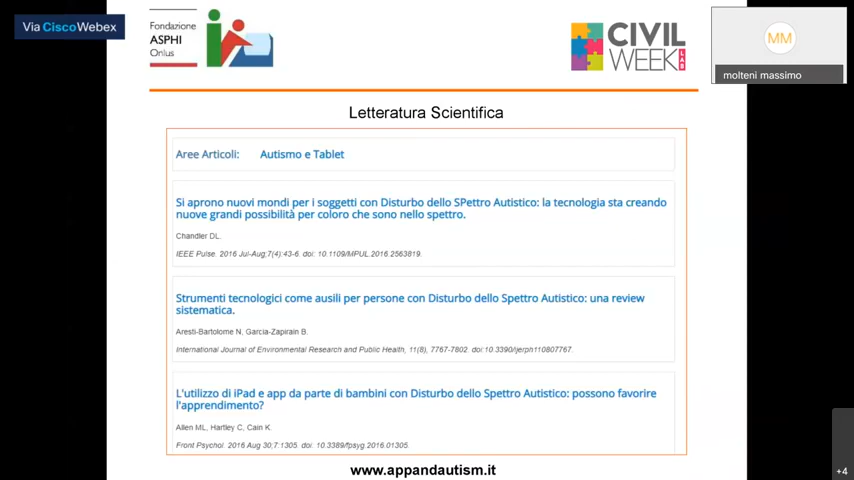 Via Cisco Webex
Fondazione
ASPHI
Onlus
CIVIL
WEEK
LAB
MM
molteni massimo
Letteratura Scientifica
Aree Articoli: Autismo e Tablet
Si aprono nuovi mondi per i soggetti con Disturbo dello SPettro Autistico: la tecnologia sta creando
nuove grandi possibilità per coloro che sono nello spettro.
Chandler DL.
IEEE Pulse. 2016 Jul-Aug;7(4):43-6. doi: 10.1109/MPUL.2016.2563819.
Strumenti tecnologici come ausili per persone con Disturbo dello Spettro Autistico: una review
sistematica.
Aresti-Bartolome N, Garcia-Zapirain B.
International Journal of Environmental Research and Public Health, 11(8), 7767-7802. doi:10.3390/ijerph110807767.
L'utilizzo di iPad e app da parte di bambini con Disturbo dello Spettro Autistico: possono favorire
l'apprendimento?
Allen ML, Hartley C, Cain K.
Front Psychol. 2016 Aug 30;7:1305. doi: 10.3389/fpsyg.2016.01305.
www.appandautism.it
+4